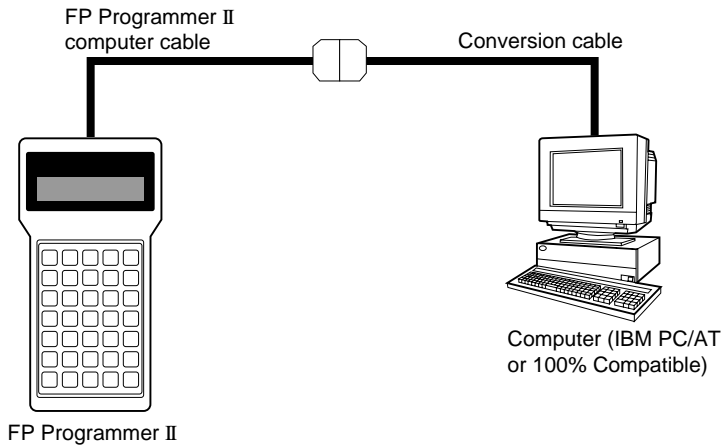 FP Programmer Ⅱ
computer cable
Conversion cable
Computer (IBM PC/AT
or 100% Compatible)
FP Programmer Ⅱ